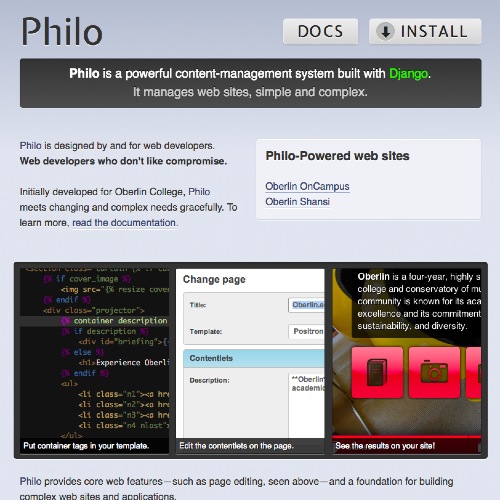 Philo
DOCS
INSTALL
Philo is a powerful content-management system built with Django.
It manages web sites, simple and complex.
Philo is designed by and for web developers.
Web developers who don't like compromise.
Initially developed for Oberlin College, Philo
meets changing and complex needs gracefully. To
learn more, read the documentation.
Philo-Powered web sites
Oberlin OnCampus
Oberlin Shansi
{% if cover_image %}
<img src="{% resize cover
{% endif %}
<div class="projector">
{% container description
{% if description %}
<div id="briefing">{
{% else %}
<h1>Experience Oberli
{% endif %}
<ul>
<li class="n1"><a hre
<li class="n2"><a hre
<li class="n3"><a hre
<li class="n4 nlast">
</ul>
Put container tags in your template.
Change page
Title:
Template:
Positron
Contentlets
Description:
**Oberlin
academic
Edit the contentlets on the page.
Oberlin is a four-year, highly s
college and conservatory of mu
community is known for its aca
excellence and its commitment
sustainability, and diversity.
See the results on your site!
Philo provides core web features—such as page editing, seen above—and a foundation for building
complex web sites and applications.